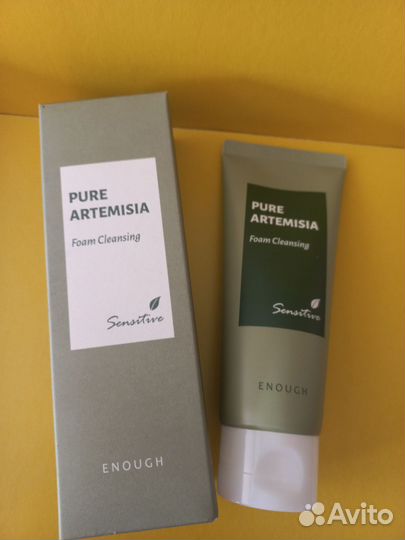 PURE
ARTEMISIA
Foam Cleansing
Sensitive
ENOUGH
PURE
ARTEMISIA
Foam Cleansing
Sensitive
ENOUGH
Avito